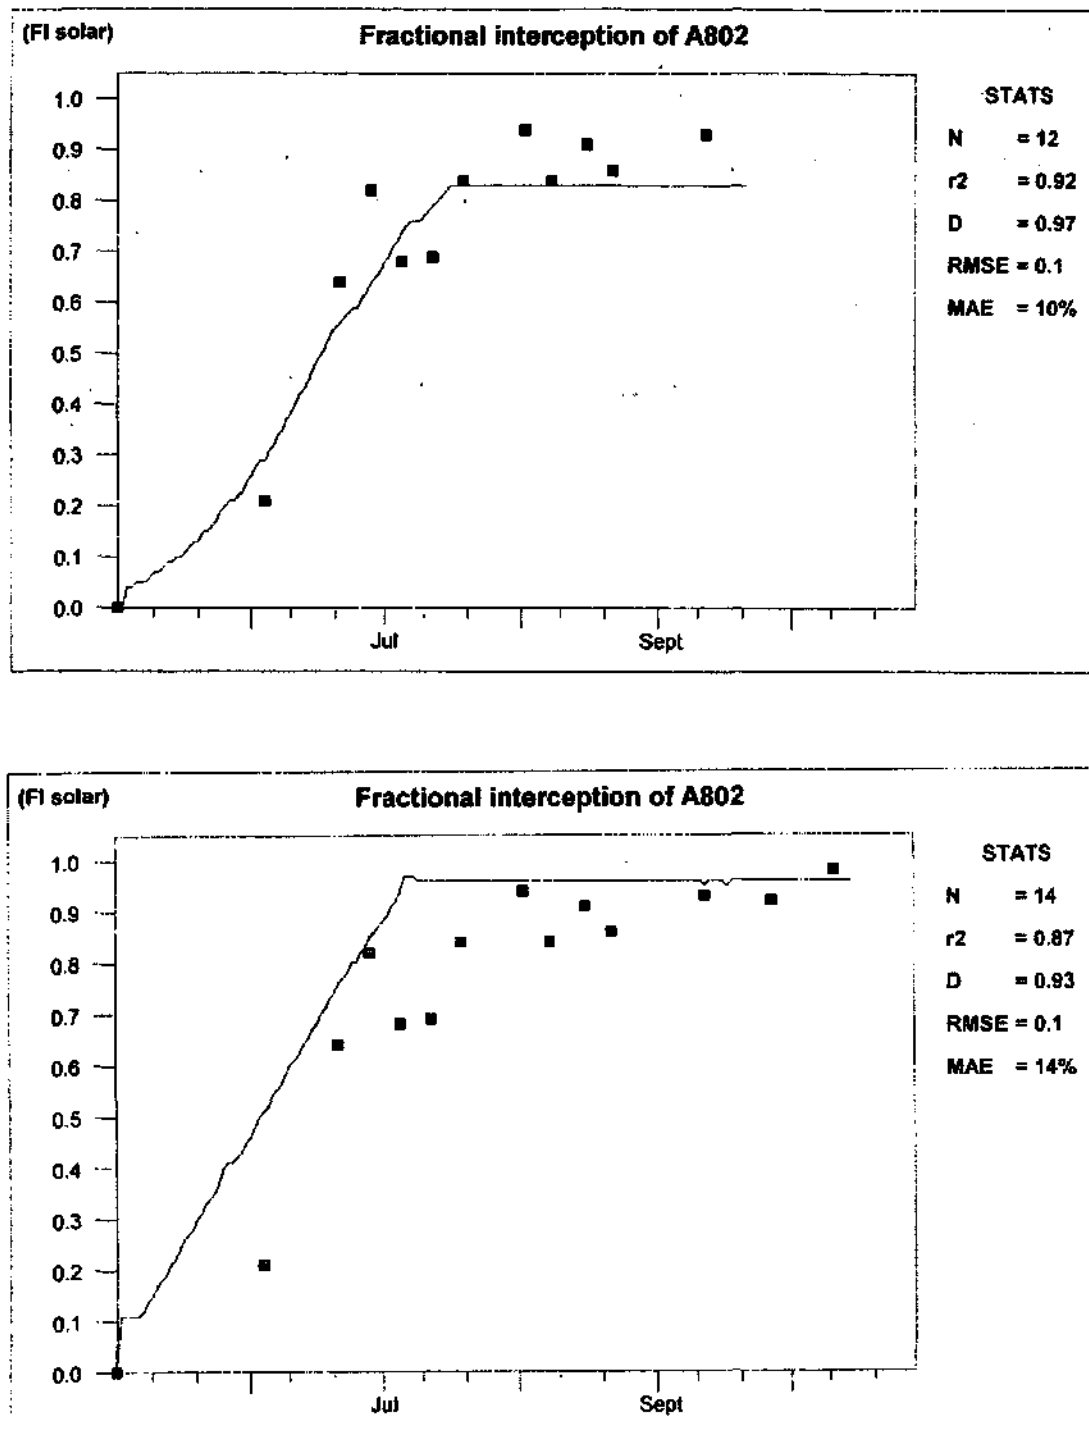 (FI solar)
Fractional interception of A802
STATS
N = 12
r2 = 0.92
D = 0.97
RMSE = 0.1
MAE = 10%
1.0
0.9
0.8
0.7
0.6
0.5
0.4
0.3
0.2
0.1
0.0
Jul Sept
(FI solar)
Fractional interception of A802
STATS
N = 14
r2 = 0.87
D = 0.93
RMSE = 0.1
MAE = 14%
1.0
0.9
0.8
0.7
0.6
0.5
0.4
0.3
0.2
0.1
0.0
Jul Sept